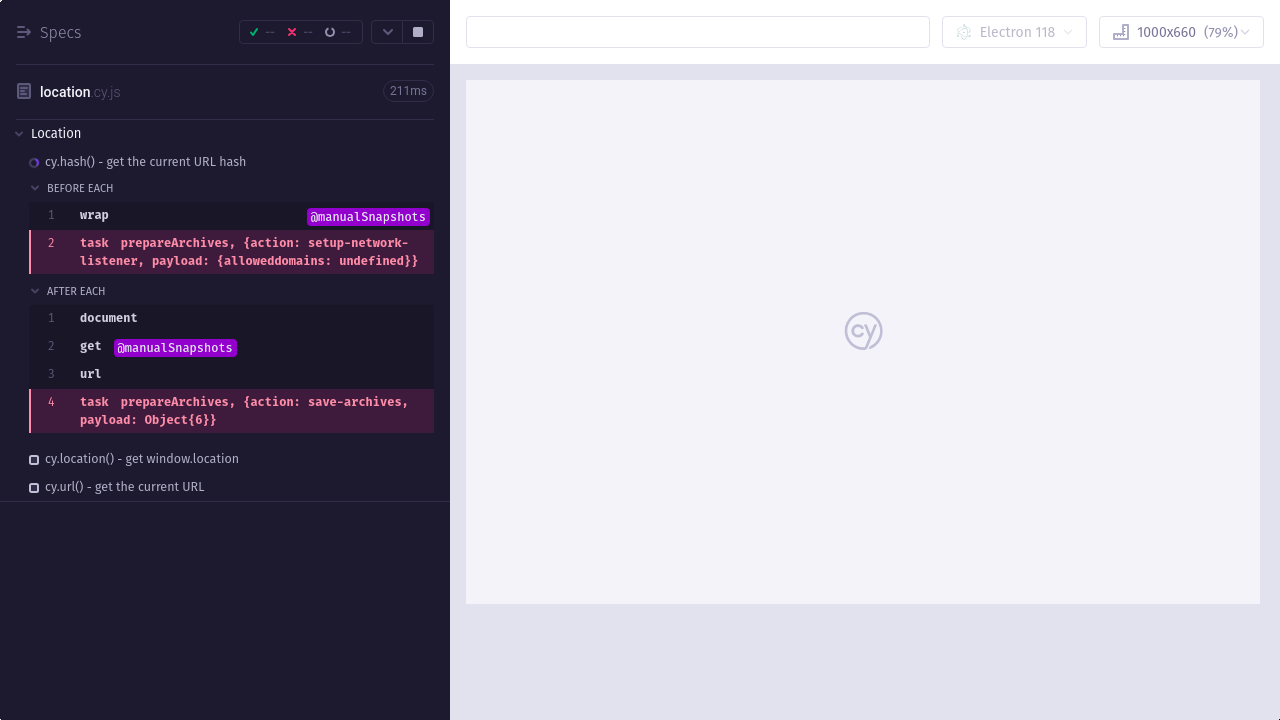 Specs
--
--
--
location.cy.js
211ms
Location
cy.hash() - get the current URL hash
BEFORE EACH
1 wrap @manualSnapshots
2 task prepareArchives, {action: setup-network-
listener, payload: {alloweddomains: undefined}}
AFTER EACH
1 document
2 get @manualSnapshots
3 url
4 task prepareArchives, {action: save-archives,
payload: Object{6}}
cy.location() - get window.location
cy.url() - get the current URL
Electron 118
1000x660 (79%)
cy